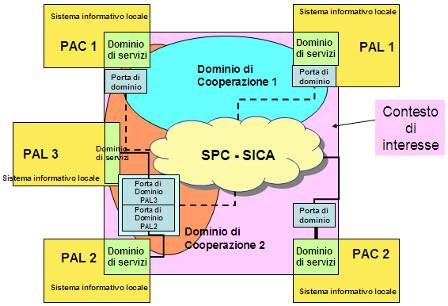 Sistema informativo locale
PAC 1
Dominio
di servizi
Porta di
dominio
Dominio di
Cooperazione 1
Sistema informativo locale
PAL 1
Dominio
di servizi
Porta di
dominio
Contesto
di
interesse
SPC - SICA
PAL 3
Dominio
di servizi
Sistema informativo locale
Porta di
Dominio
PAL3
Porta di
Dominio
PAL2
Dominio di
Cooperazione 2
Porta di
dominio
PAL 2
Dominio
di servizi
Sistema informativo locale
Dominio
di servizi
PAC 2
Sistema informativo locale